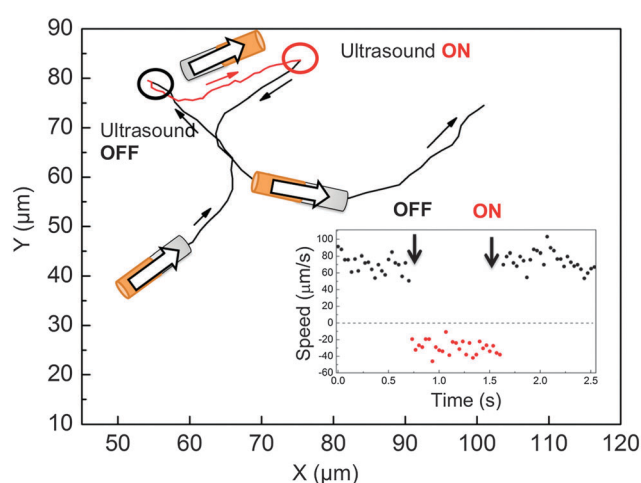 90
80
70
60
50
40
30
20
10
Y (μm)
50 60 70 80 90 100 110 120
X (μm)
Ultrasound ON
Ultrasound
OFF
OFF ON
100
80
60
40
20
0
-20
-40
-60
Speed (μm/s)
0.0 0.5 1.0 1.5 2.0 2.5
Time (s)